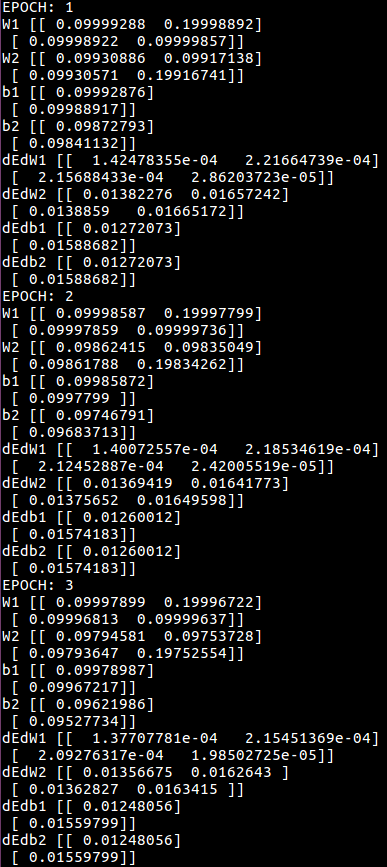 EPOCH: 1
W1 [[ 0.09999288  0.19998892]
 [ 0.09998922  0.09999857]]
W2 [[ 0.09930886  0.09917138]
 [ 0.09930571  0.19916741]]
b1 [[ 0.09992876]
 [ 0.09988917]]
b2 [[ 0.09872793]
 [ 0.09841132]]
dEdW1 [[  1.42478355e-04   2.21664739e-04]
 [  2.15688433e-04   2.86203723e-05]]
dEdW2 [[ 0.01382276  0.01657242]
 [ 0.0138859   0.01665172]]
dEdb1 [[ 0.01272073]
 [ 0.01588682]]
dEdb2 [[ 0.01272073]
 [ 0.01588682]]
EPOCH: 2
W1 [[ 0.09998587  0.19997799]
 [ 0.09997859  0.09999736]]
W2 [[ 0.09862415  0.09835049]
 [ 0.09861788  0.19834262]]
b1 [[ 0.09985872]
 [ 0.0997799 ]]
b2 [[ 0.09746791]
 [ 0.09683713]]
dEdW1 [[  1.40072557e-04   2.18534619e-04]
 [  2.12452887e-04   2.42005519e-05]]
dEdW2 [[ 0.01369419  0.01641773]
 [ 0.01375652  0.01649598]]
dEdb1 [[ 0.01260012]
 [ 0.01574183]]
dEdb2 [[ 0.01260012]
 [ 0.01574183]]
EPOCH: 3
W1 [[ 0.09997899  0.19996722]
 [ 0.09996813  0.09999637]]
W2 [[ 0.09794581  0.09753728]
 [ 0.09793647  0.19752554]]
b1 [[ 0.09978987]
 [ 0.09967217]]
b2 [[ 0.09621986]
 [ 0.09527734]]
dEdW1 [[  1.37707781e-04   2.15451369e-04]
 [  2.09276317e-04   1.98502725e-05]]
dEdW2 [[ 0.01356675  0.0162643 ]
 [ 0.01362827  0.0163415 ]]
dEdb1 [[ 0.01248056]
 [ 0.01559799]]
dEdb2 [[ 0.01248056]
 [ 0.01559799]]